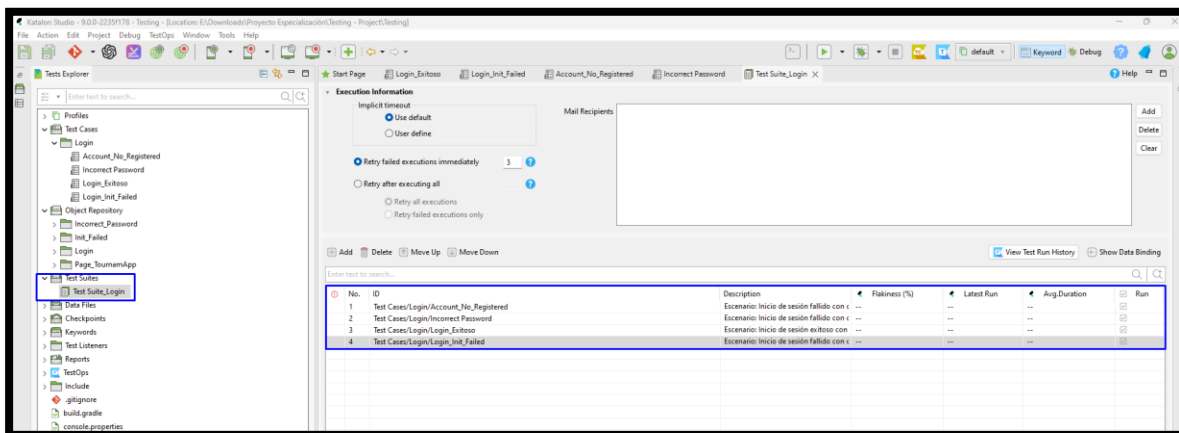 Katalon Studio - 9.0.0-2235f178 - Testing - [Location: E:\Downloads\Proyecto Especialización\Testing - Project\Testing]
File Action Edit Project Debug TestOps Window Tools Help
default Keyword Debug
Tests Explorer
Start Page Login_Exitoso Login_Init_Failed Account_No_Registered Incorrect Password Test Suite_Login Help
Enter text to search...
Profiles
Test Cases
Login
Account_No_Registered
Incorrect Password
Login_Exitoso
Login_Init_Failed
Object Repository
Incorrect_Password
Init_Failed
Login
Page_TournamApp
Test Suites
Test Suite_Login
Data Files
Checkpoints
Keywords
Test Listeners
Reports
TestOps
Include
.gitignore
build.gradle
console.properties
Execution Information
Implicit timeout
Use default
User define
Retry failed executions immediately 3
Retry after executing all
Retry all executions
Retry failed executions only
Mail Recipients
Add
Delete
Clear
Add Delete Move Up Move Down View Test Run History Show Data Binding
Enter text to search...
No. ID Description Flakiness (%) Latest Run Avg.Duration Run
1 Test Cases/Login/Account_No_Registered Escenario: Inicio de sesión fallido con c -- -- --
2 Test Cases/Login/Incorrect Password Escenario: Inicio de sesión fallido con c -- -- --
3 Test Cases/Login/Login_Exitoso Escenario: Inicio de sesión exitoso con -- -- --
4 Test Cases/Login/Login_Init_Failed Escenario: Inicio de sesión fallido con c -- -- --